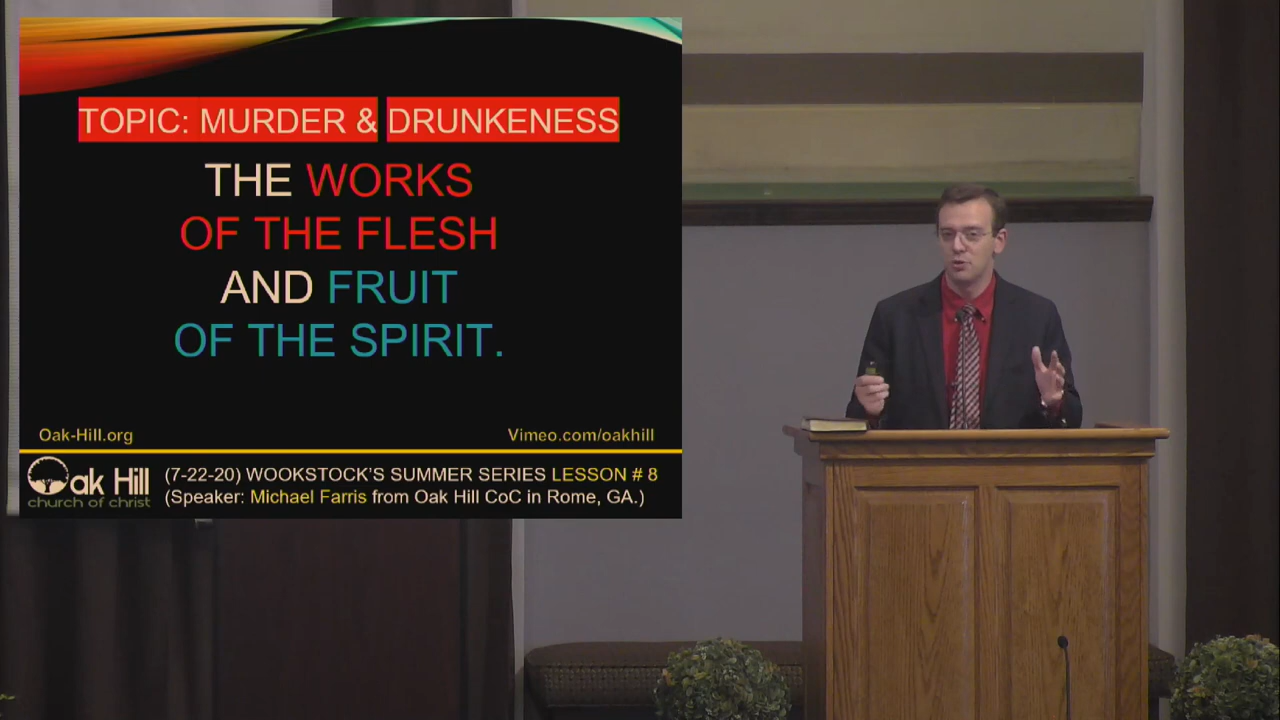 TOPIC: MURDER & DRUNKENESS
THE WORKS
OF THE FLESH
AND FRUIT
OF THE SPIRIT.
Oak-Hill.org
Vimeo.com/oakhill
Oak Hill
church of christ
(7-22-20) WOOKSTOCK'S SUMMER SERIES LESSON # 8
(Speaker: Michael Farris from Oak Hill CoC in Rome, GA.)